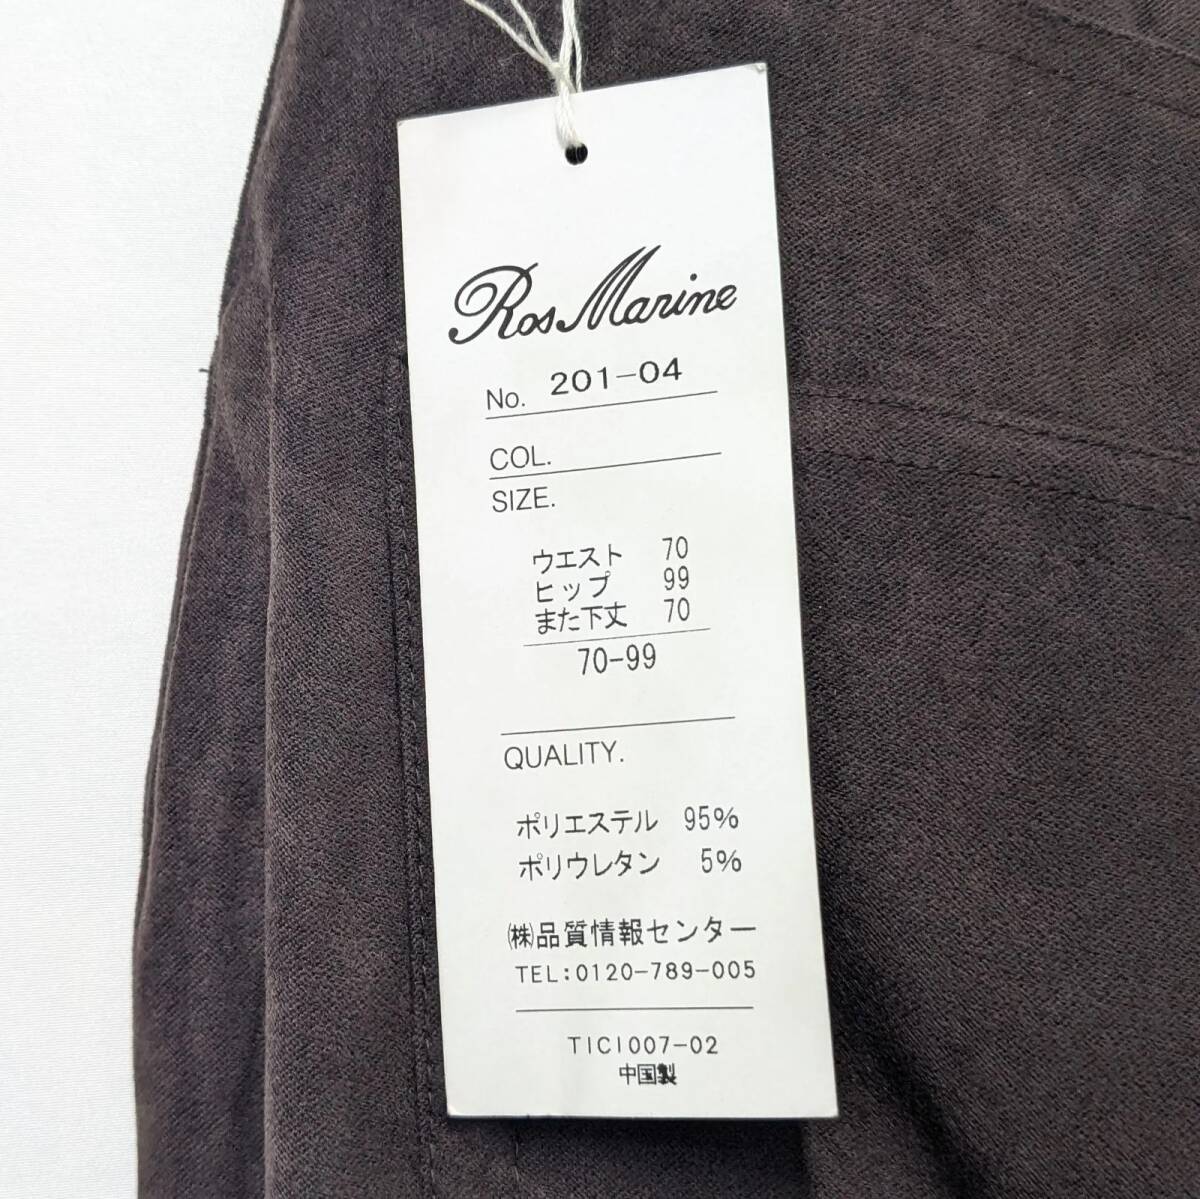 Ros Marine
No. 201-04
COL.
SIZE.
ウエスト 70
ヒップ 99
また下丈 70
70-99
QUALITY.
ポリエステル 95%
ポリウレタン 5%
㈱品質情報センター
TEL:0120-789-005
TICI007-02
中国製